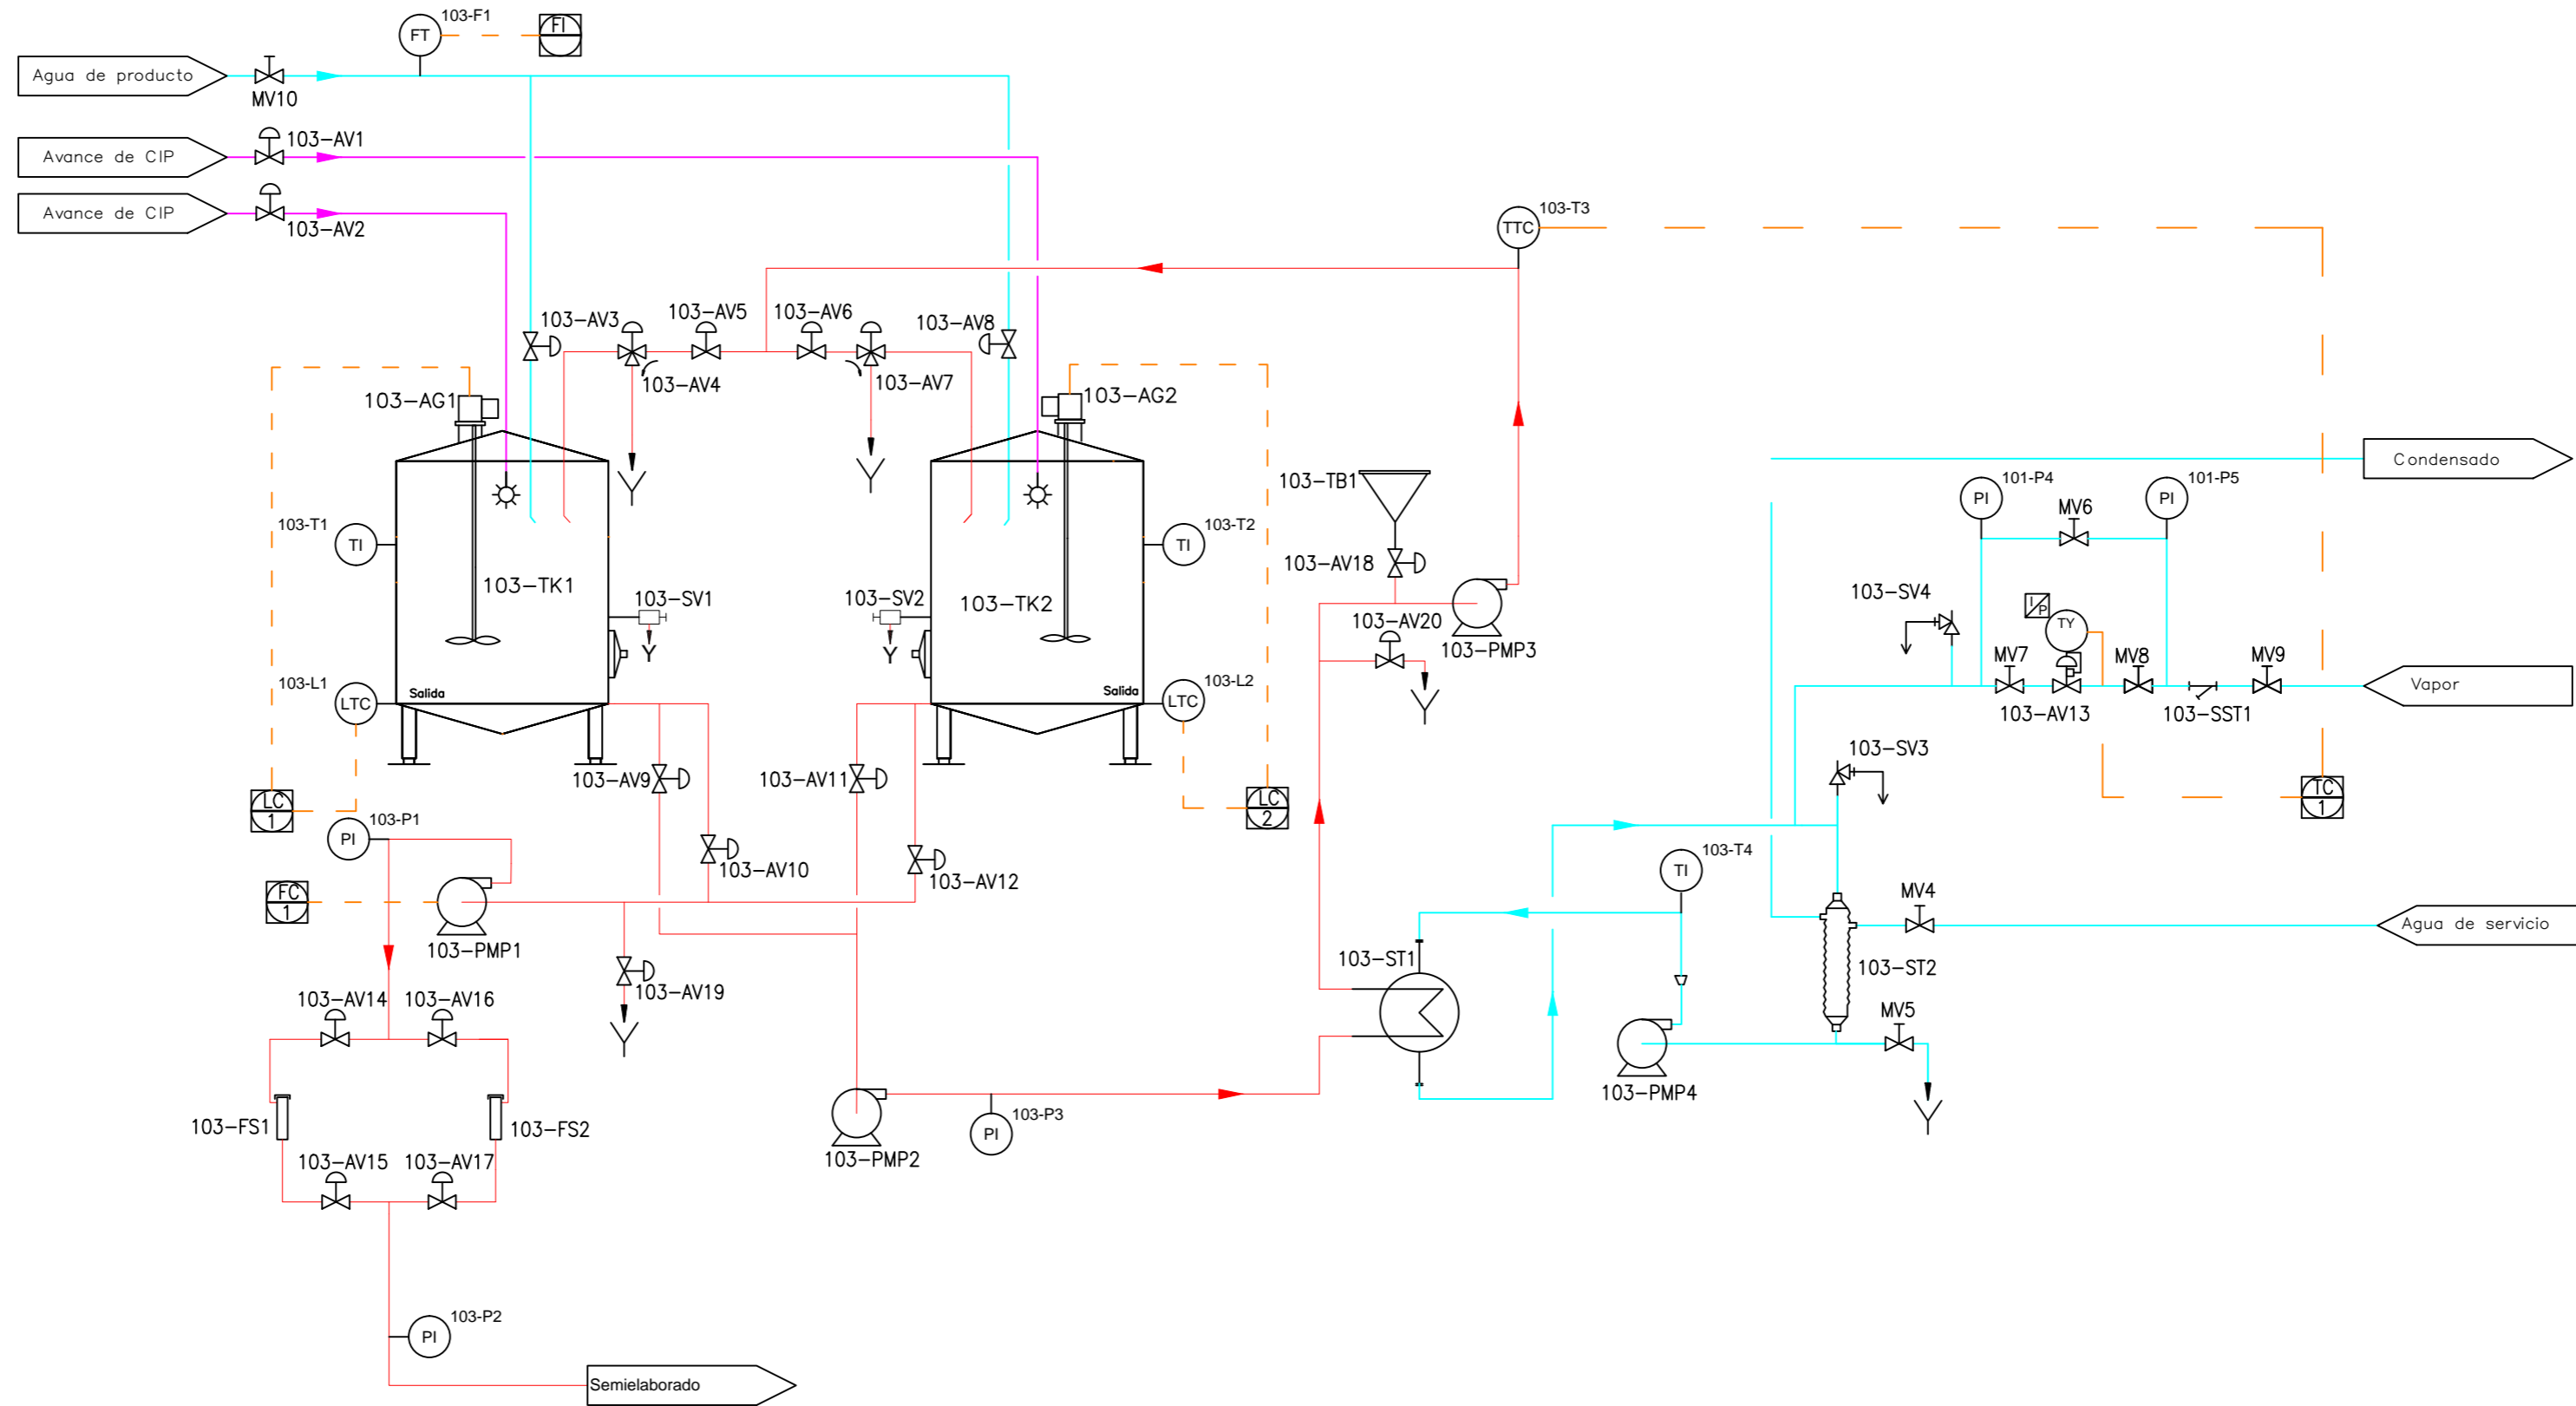 103-F1
FT
FI
Agua de producto
MV10
103-AV1
Avance de CIP
Avance de CIP
103-AV2
103-T3
TTC
103-AV3
103-AV5
103-AV6
103-AV8
103-AV4
103-AV7
103-AG1
103-AG2
Condensado
101-P4
PI
101-P5
PI
MV6
103-TB1
103-T1
TI
103-T2
TI
103-TK1
103-TK2
103-AV18
103-SV1
103-SV2
103-SV4
I/P
TY
103-AV20
103-PMP3
MV7
MV8
MV9
Vapor
103-AV13
103-SST1
103-L1
LTC
Salida
Salida
103-L2
LTC
103-SV3
103-AV9
103-AV11
LC
1
LC
2
TC
1
103-P1
PI
103-AV10
103-AV12
103-T4
TI
FC
1
MV4
Agua de servicio
103-PMP1
103-ST1
103-ST2
103-AV19
103-AV14
103-AV16
MV5
103-PMP4
103-FS1
103-FS2
103-P3
PI
103-PMP2
103-AV15
103-AV17
103-P2
PI
Semielaborado